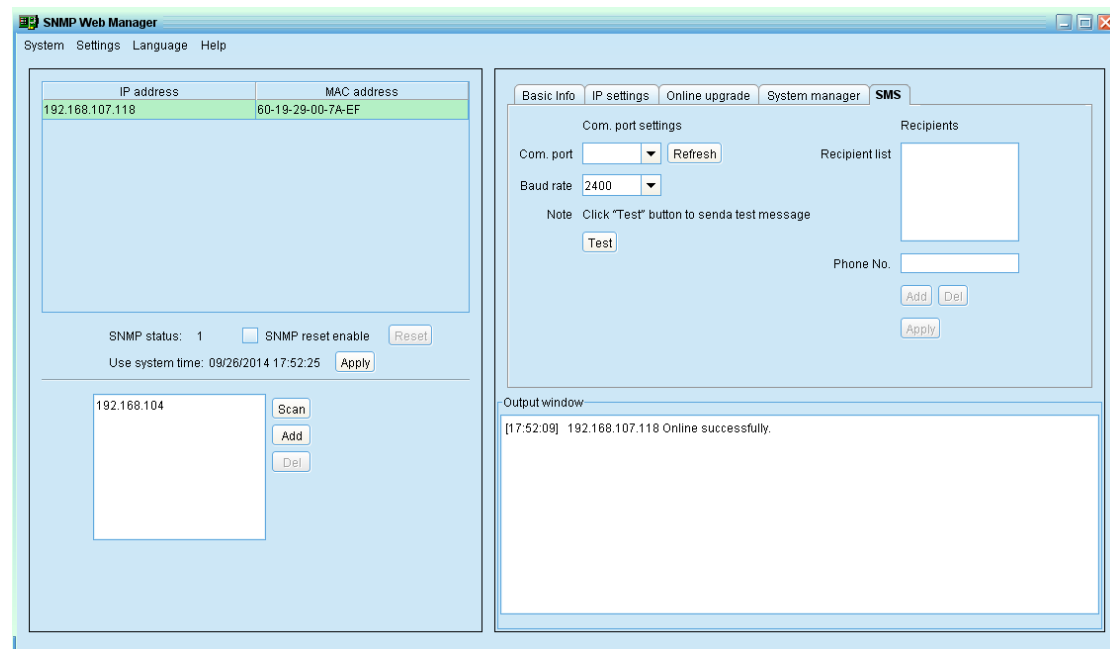 SNMP Web Manager
System Settings Language Help
IP address MAC address
192.168.107.118 60-19-29-00-7A-EF
SNMP status: 1 SNMP reset enable Reset
Use system time: 09/26/2014 17:52:25 Apply
192.168.104
Scan
Add
Del
Basic Info IP settings Online upgrade System manager SMS
Com. port settings
Com. port Refresh
Baud rate 2400
Note Click "Test" button to senda test message
Test
Recipients
Recipient list
Phone No.
Add Del
Apply
Output window
[17:52:09] 192.168.107.118 Online successfully.